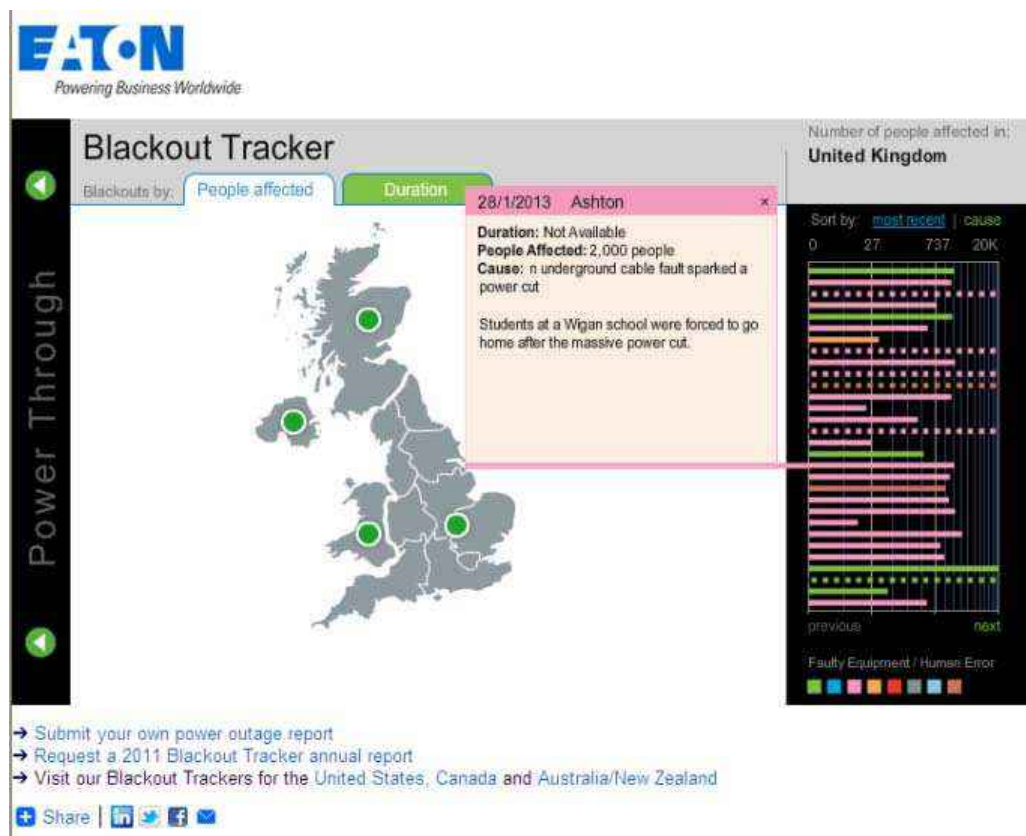 EATON
Powering Business Worldwide
Blackout Tracker
Blackouts by:
People affected
Duration
Number of people affected in:
United Kingdom
28/1/2013 Ashton ×
Duration: Not Available
People Affected: 2,000 people
Cause: n underground cable fault sparked a
power cut
Students at a Wigan school were forced to go
home after the massive power cut.
Power Through
Sort by: most recent | cause
0 27 737 20K
previous next
Faulty Equipment / Human Error
→ Submit your own power outage report
→ Request a 2011 Blackout Tracker annual report
→ Visit our Blackout Trackers for the United States, Canada and Australia/New Zealand
Share |